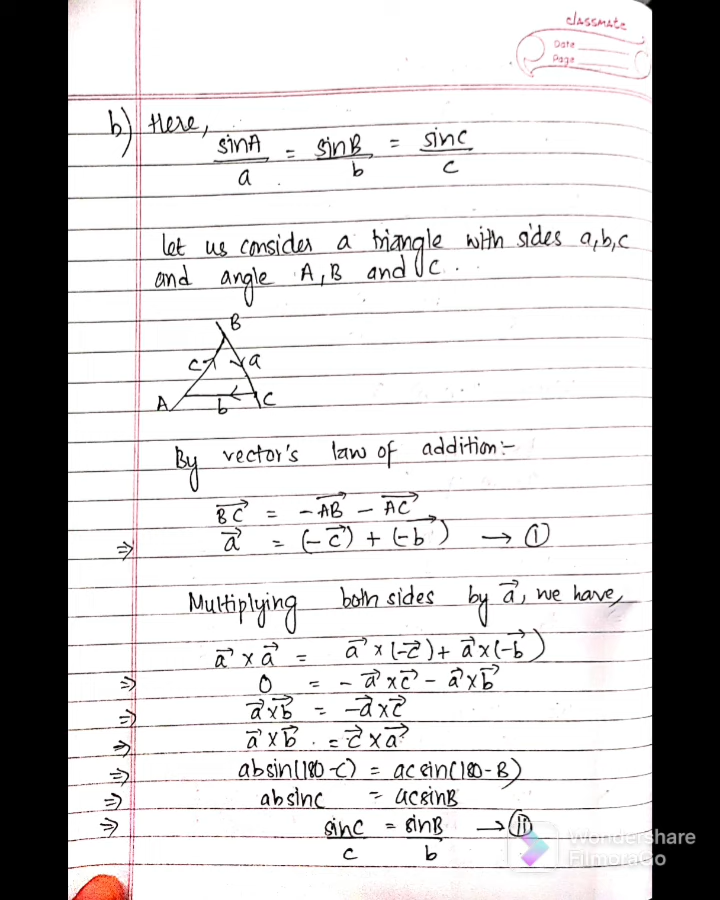 classmate
Date
Page
b) Here,
sinA/a = sinB/b = sinC/c
let us consider a triangle with sides a,b,c
and angle A, B and C.
B
c a
A b C
By vector's law of addition:-
BC⃗ = -AB⃗ - AC⃗
⇒ a⃗ = (-c⃗) + (-b⃗) → ①
Multiplying both sides by a⃗, we have,
a⃗ × a⃗ = a⃗ × (-c⃗) + a⃗ × (-b⃗)
⇒ 0 = - a⃗ × c⃗ - a⃗ × b⃗
⇒ a⃗ × b⃗ = -a⃗ × c⃗
⇒ a⃗ × b⃗ = c⃗ × a⃗
⇒ ab sin(180-C) = ac sin(180-B)
⇒ ab sinC = ac sinB
⇒ sinC/c = sinB/b → ⅱ
Wondershare
FilmoraGo